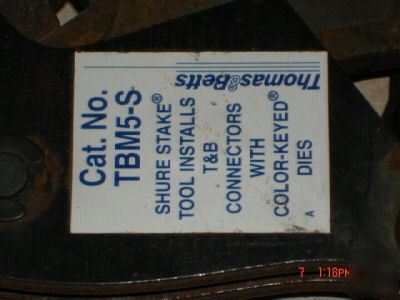 Cat. No.
TBM5-S
SHURE STAKE®
TOOL INSTALLS
T&B
CONNECTORS
WITH
COLOR-KEYED®
DIES
A
Thomas&Betts
7 1:18PM